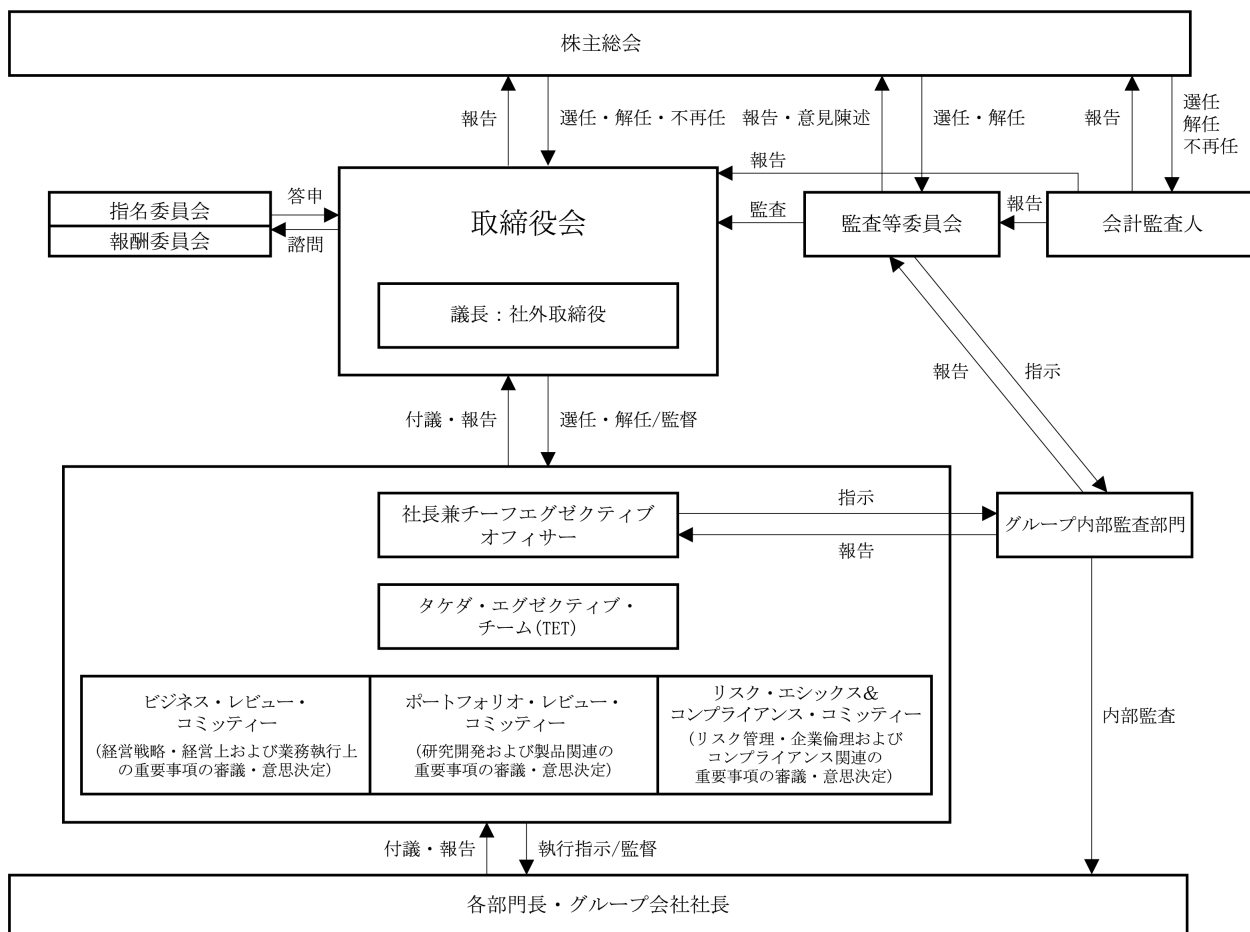 株主総会
報告
選任・解任・不再任
報告・意見陳述
選任・解任
報告
選任
解任
不再任
報告
指名委員会
報酬委員会
答申
諮問
取締役会
議長：社外取締役
監査
監査等委員会
報告
会計監査人
報告
指示
付議・報告
選任・解任/監督
社長兼チーフエグゼクティブ
オフィサー
指示
報告
グループ内部監査部門
タケダ・エグゼクティブ・
チーム(TET)
ビジネス・レビュー・
コミッティー
(経営戦略・経営上および業務執行上
の重要事項の審議・意思決定)
ポートフォリオ・レビュー・
コミッティー
(研究開発および製品関連の
重要事項の審議・意思決定)
リスク・エシックス&
コンプライアンス・コミッティー
(リスク管理・企業倫理および
コンプライアンス関連の
重要事項の審議・意思決定)
内部監査
付議・報告
執行指示/監督
各部門長・グループ会社社長